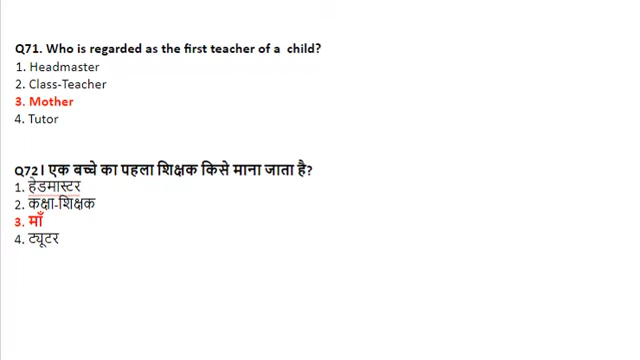 Q71. Who is regarded as the first teacher of a child?
1. Headmaster
2. Class-Teacher
3. Mother
4. Tutor
Q72। एक बच्चे का पहला शिक्षक किसे माना जाता है?
1. हेडमास्टर
2. कक्षा-शिक्षक
3. माँ
4. ट्यूटर